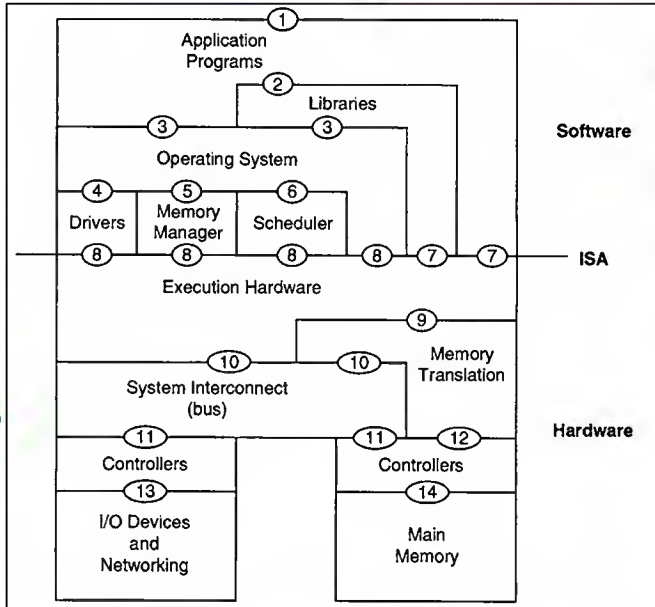 1
Application
Programs
2
Libraries
3
3
Software
Operating System
4
5
6
Drivers
Memory
Manager
Scheduler
8
8
8
8
7
7
ISA
Execution Hardware
9
10
10
Memory
Translation
System Interconnect
(bus)
11
11
12
Hardware
Controllers
Controllers
13
14
I/O Devices
and
Networking
Main
Memory